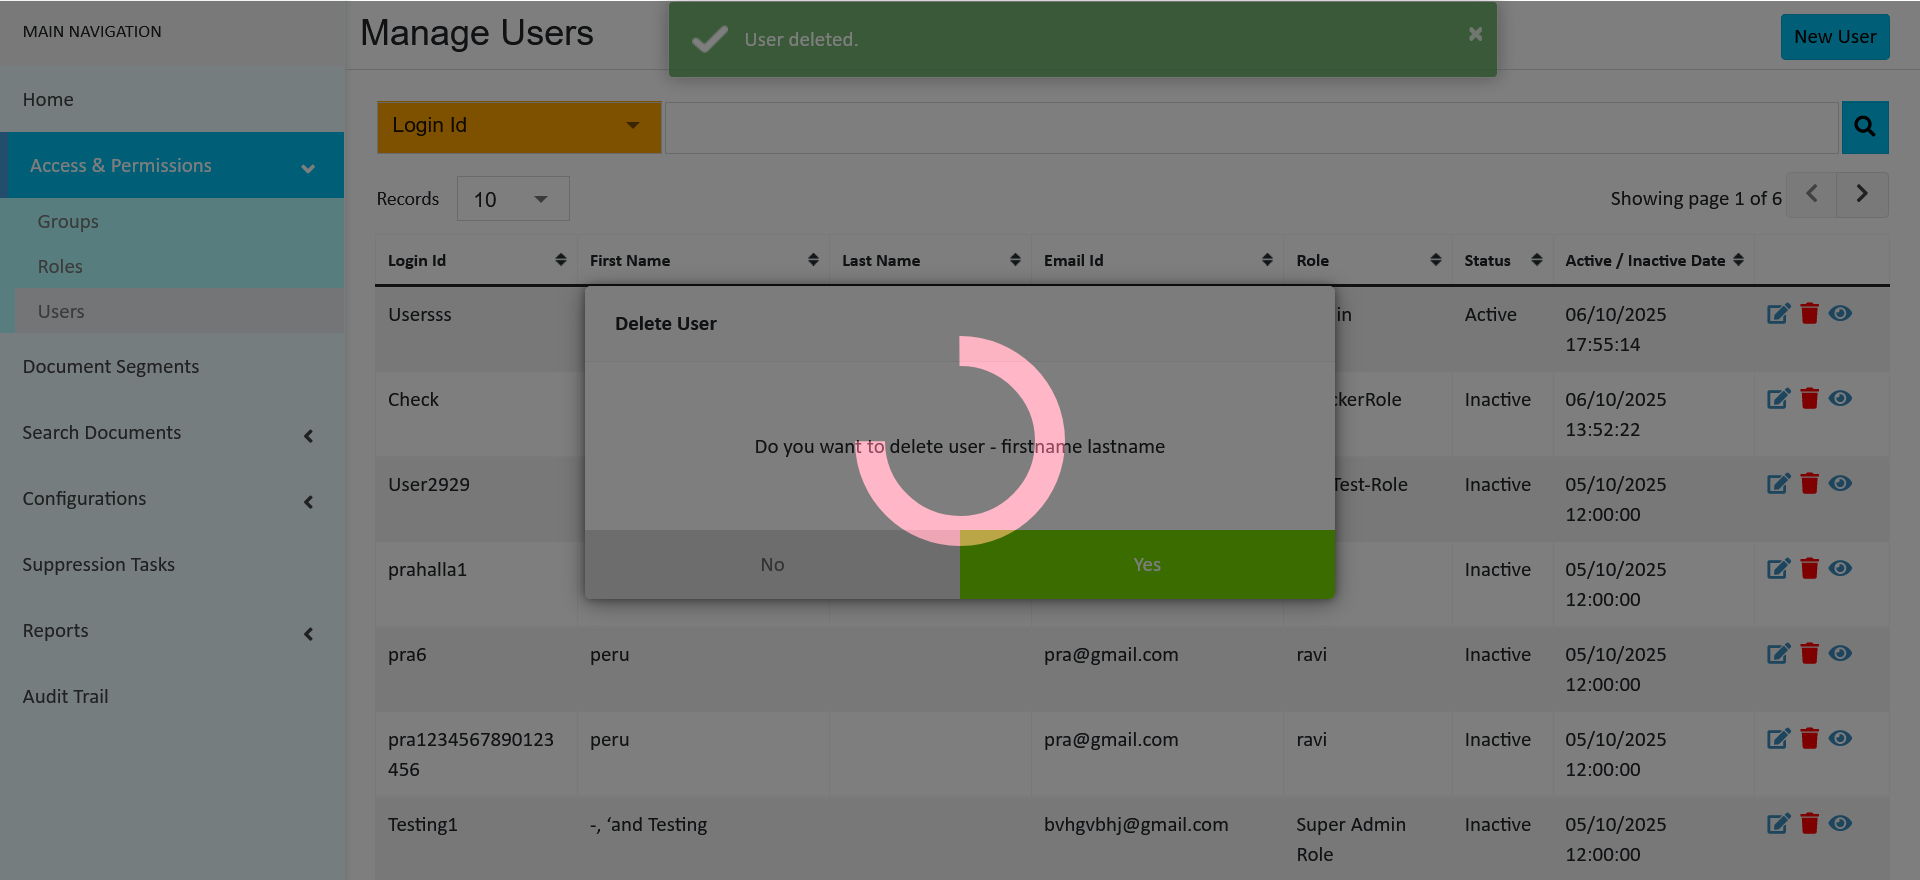 MAIN NAVIGATION
Manage Users
User deleted.
×
New User
Home
Access & Permissions
Groups
Roles
Users
Document Segments
Search Documents
Configurations
Suppression Tasks
Reports
Audit Trail
Login Id
Records 10
Showing page 1 of 6
Login Id First Name Last Name Email Id Role Status Active / Inactive Date
Usersss in Active 06/10/2025
17:55:14
Check ckerRole Inactive 06/10/2025
13:52:22
User2929 Test-Role Inactive 05/10/2025
12:00:00
prahalla1 Inactive 05/10/2025
12:00:00
pra6 peru pra@gmail.com ravi Inactive 05/10/2025
12:00:00
pra1234567890123 peru pra@gmail.com ravi Inactive 05/10/2025
456 12:00:00
Testing1 -, ‘and Testing bvhgvbhj@gmail.com Super Admin Inactive 05/10/2025
Role 12:00:00
Delete User
Do you want to delete user - firstname lastname
No Yes